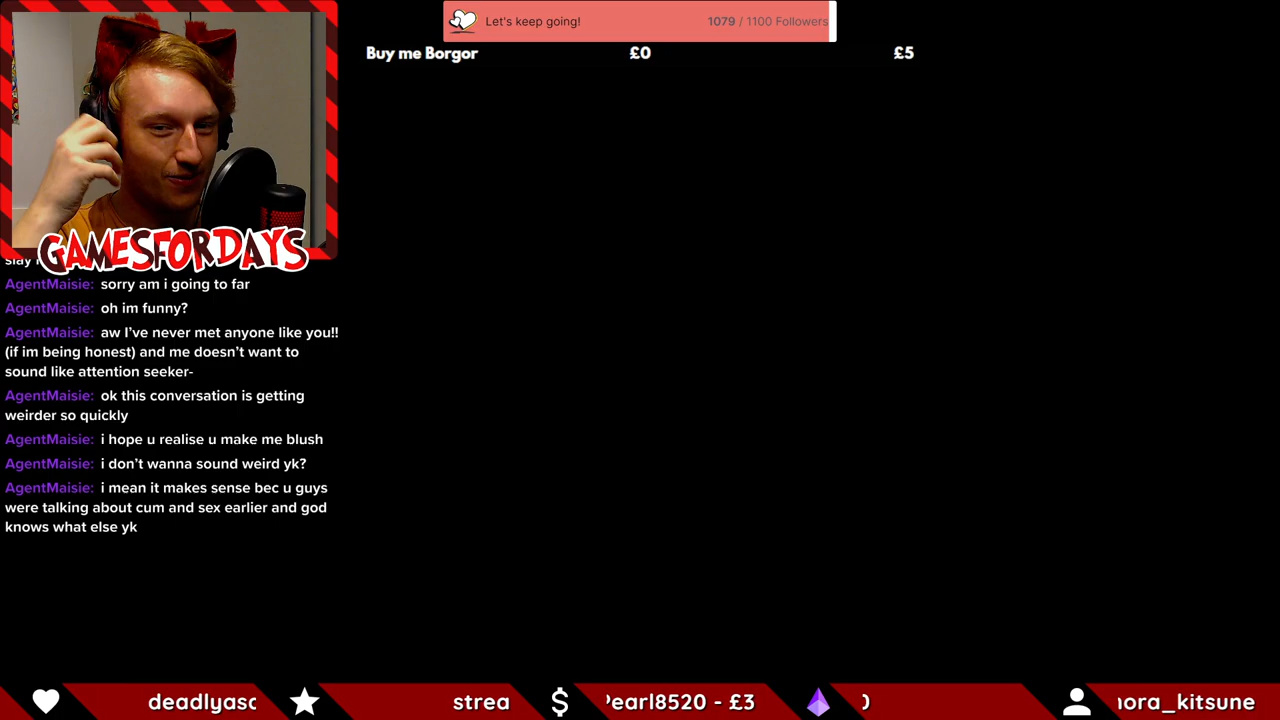 Let's keep going! 1079 / 1100 Followers
Buy me Borgor £0 £5
GAMESFORDAYS
slay
AgentMaisie: sorry am i going to far
AgentMaisie: oh im funny?
AgentMaisie: aw I've never met anyone like you!!
(if im being honest) and me doesn't want to
sound like attention seeker-
AgentMaisie: ok this conversation is getting
weirder so quickly
AgentMaisie: i hope u realise u make me blush
AgentMaisie: i don't wanna sound weird yk?
AgentMaisie: i mean it makes sense bec u guys
were talking about cum and sex earlier and god
knows what else yk
deadlyasc strea Pearl8520 - £3 0 nora_kitsune